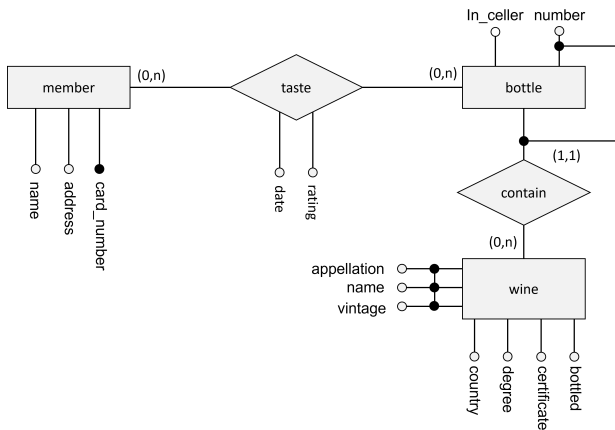 In_celler number
(0,n) (0,n)
member taste bottle
(1,1)
name
address
card_number
date
rating
contain
(0,n)
appellation
name
vintage
wine
country
degree
certificate
bottled